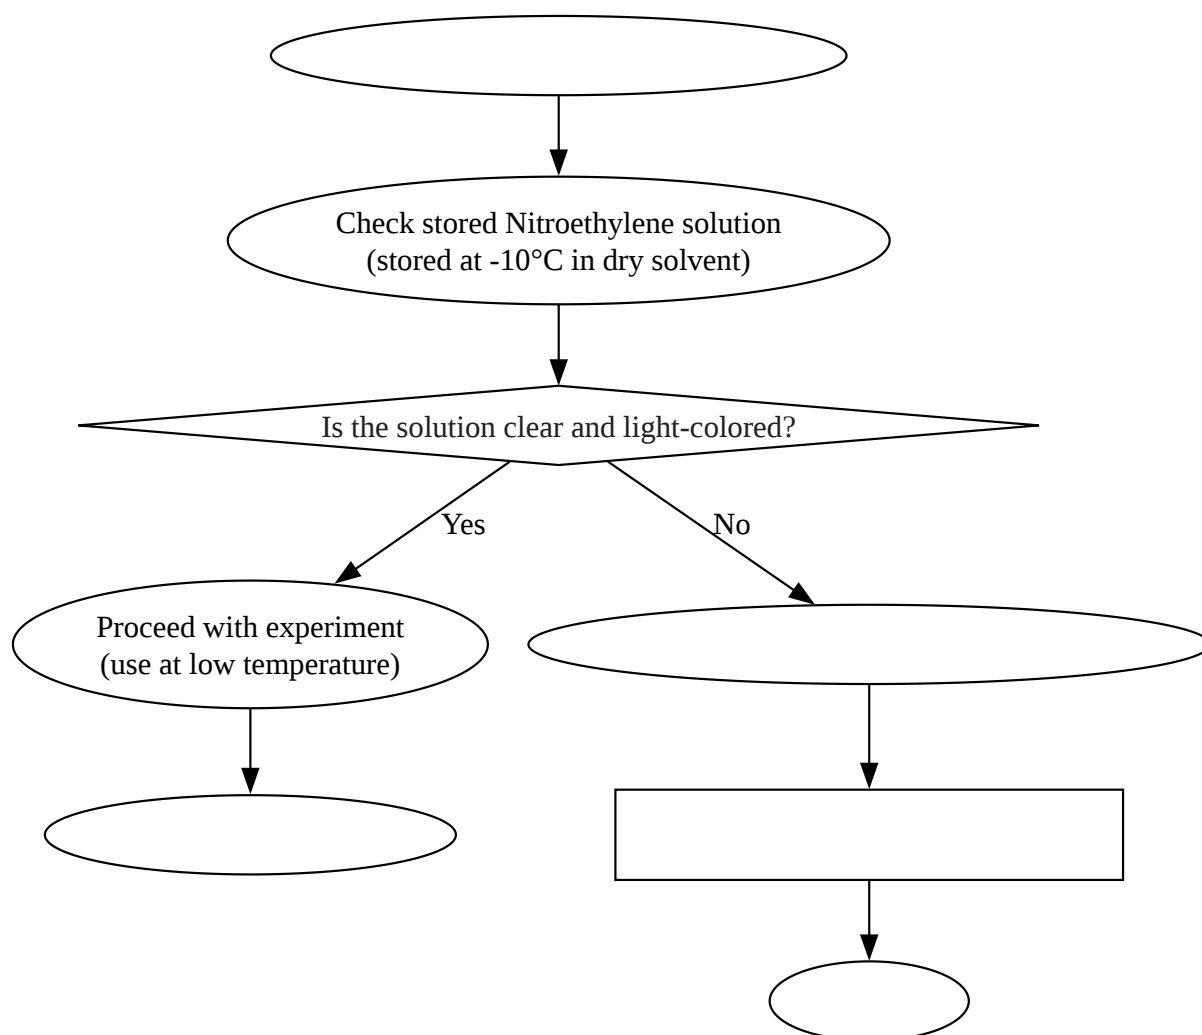 Check stored Nitroethylene solution
(stored at -10°C in dry solvent)
Is the solution clear and light-colored?
Yes
No
Proceed with experiment
(use at low temperature)